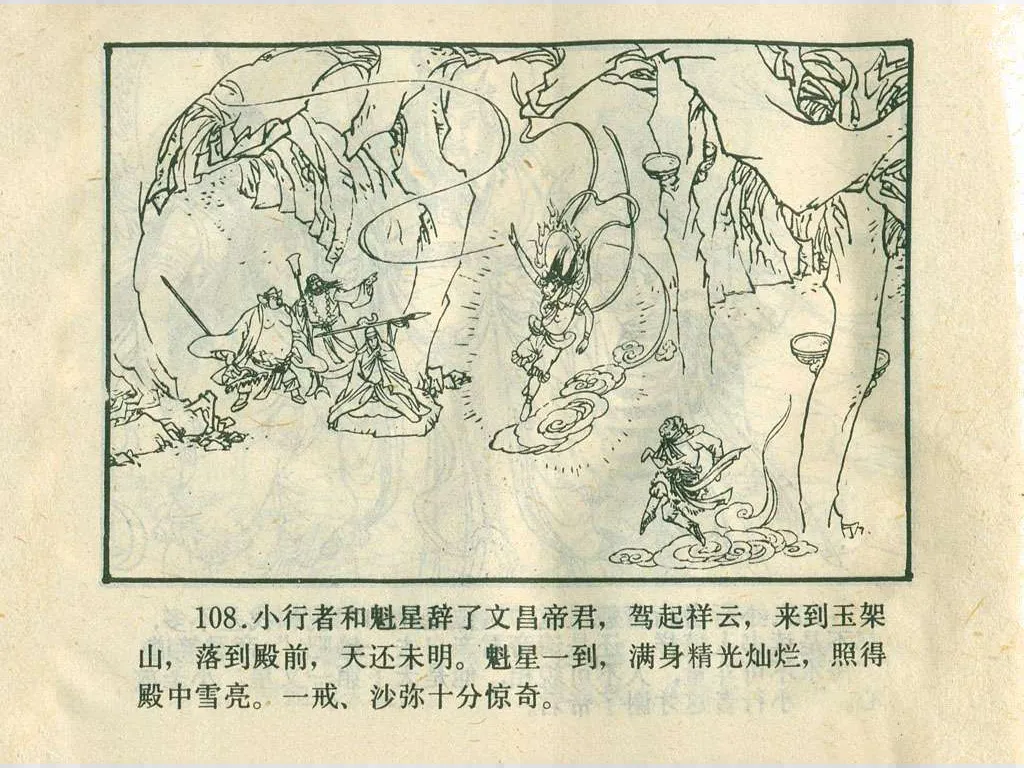 108.小行者和魁星辞了文昌帝君，驾起祥云，来到玉架
山，落到殿前，天还未明。魁星一到，满身精光灿烂，照得
殿中雪亮。一戒、沙弥十分惊奇。